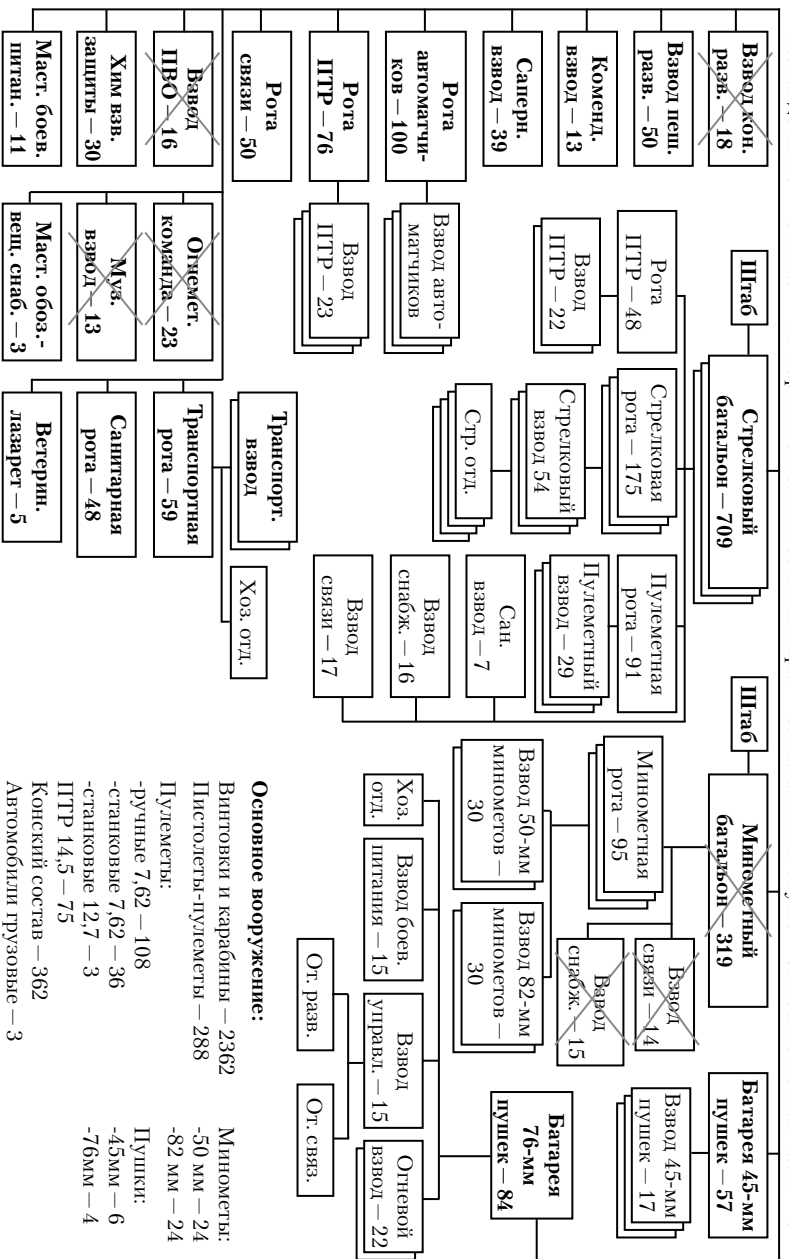 Стрелковый
батальон — 709
Штаб
Минометный
батальон — 319
Штаб
Батарея 45-мм
пушек — 57
Взвод 45-мм
пушек — 17
Рота
ПТР — 48
Взвод
ПТР — 22
Стрелковая
рота — 175
Стрелковый
взвод 54
Стр. отд.
Пулеметная
рота — 91
Пулеметный
взвод — 29
Сан.
взвод — 7
Взвод
снабж. — 16
Взвод
связи — 17
Минометная
рота — 95
Взвод
связи — 14
Взвод
снабж. — 15
Взвод 50-мм
минометов —
30
Взвод 82-мм
минометов —
30
Батарея
76-мм
пушек — 84
Хоз.
отд.
Взвод боев.
питания — 15
Взвод
управл. — 15
Огневой
взвод — 22
От. разв.
От. связ.
Взвод кон.
разв. — 18
Взвод пеш.
разв. — 50
Коменд.
взвод — 13
Саперн.
взвод — 39
Рота
автоматчи-
ков — 100
Взвод авто-
матчиков
Рота
ПТР — 76
Взвод
ПТР — 23
Рота
связи — 50
Взвод
ПВО — 16
Хим взв.
защиты — 30
Маст. боев.
питан. — 11
Огнемет.
команда — 23
Муз.
взвод — 13
Маст. обоз.-
вещ. снаб. — 3
Транспорт.
взвод
Хоз. отд.
Транспортная
рота — 59
Санитарная
рота — 48
Ветерин.
лазарет — 5
Основное вооружение:
Винтовки и карабины — 2362
Пистолеты-пулеметы — 288
Пулеметы:
-ручные 7,62 — 108
-станковые 7,62 — 36
-станковые 12,7 — 3
ПТР 14,5 — 75
Конский состав — 362
Автомобили грузовые — 3
Минометы:
-50 мм — 24
-82 мм — 24
Пушки:
-45мм — 6
-76мм — 4